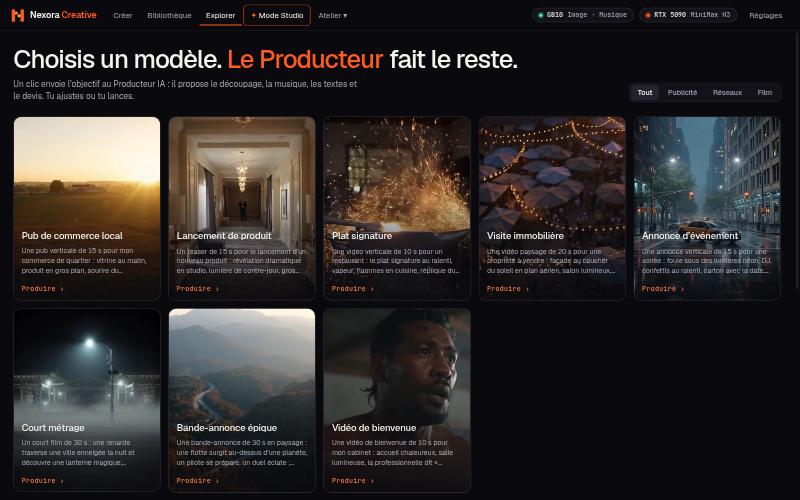 Nexora Creative
Créer
Bibliothèque
Explorer
✦ Mode Studio
Atelier ▾
GB10 Image · Musique
RTX 5090 MiniMax H3
Réglages
Choisis un modèle. Le Producteur fait le reste.
Un clic envoie l'objectif au Producteur IA : il propose le découpage, la musique, les textes et
le devis. Tu ajustes ou tu lances.
Tout
Publicité
Réseaux
Film
Pub de commerce local
Une pub verticale de 15 s pour mon
commerce de quartier : vitrine au matin,
produit en gros plan, sourire du…
Produire ›
Lancement de produit
Un teaser de 15 s pour le lancement d'un
nouveau produit : révélation dramatique
en studio, lumière de contre-jour, gros…
Produire ›
Plat signature
Une vidéo verticale de 10 s pour un
restaurant : le plat signature au ralenti,
vapeur, flammes en cuisine, réplique du…
Produire ›
Visite immobilière
Une vidéo paysage de 20 s pour une
propriété à vendre : façade au coucher
du soleil en plan aérien, salon lumineux,…
Produire ›
Annonce d'événement
Une annonce verticale de 15 s pour une
soirée : foule sous des lumières néon, DJ,
confettis au ralenti, carton avec la date…
Produire ›
Court métrage
Un court film de 30 s : une renarde
traverse une ville enneigée la nuit et
découvre une lanterne magique,…
Produire ›
Bande-annonce épique
Une bande-annonce de 30 s en paysage :
une flotte surgit au-dessus d'une planète,
un pilote se prépare, un duel éclate ;…
Produire ›
Vidéo de bienvenue
Une vidéo de bienvenue de 10 s pour
mon cabinet : accueil chaleureux, salle
lumineuse, la professionnelle dit «…
Produire ›